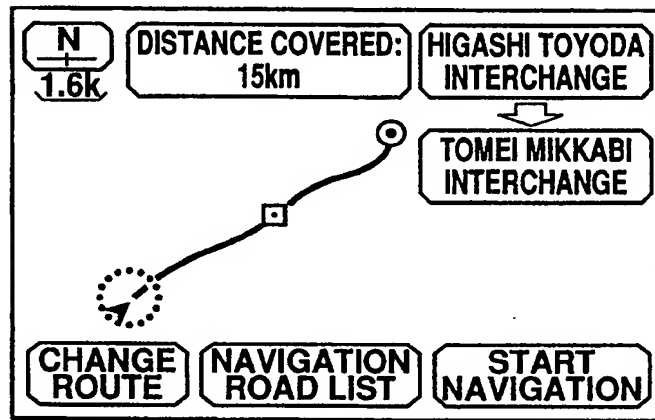 N
1.6k
DISTANCE COVERED:
15km
HIGASHI TOYODA
INTERCHANGE
TOMEI MIKKABI
INTERCHANGE
CHANGE
ROUTE
NAVIGATION
ROAD LIST
START
NAVIGATION